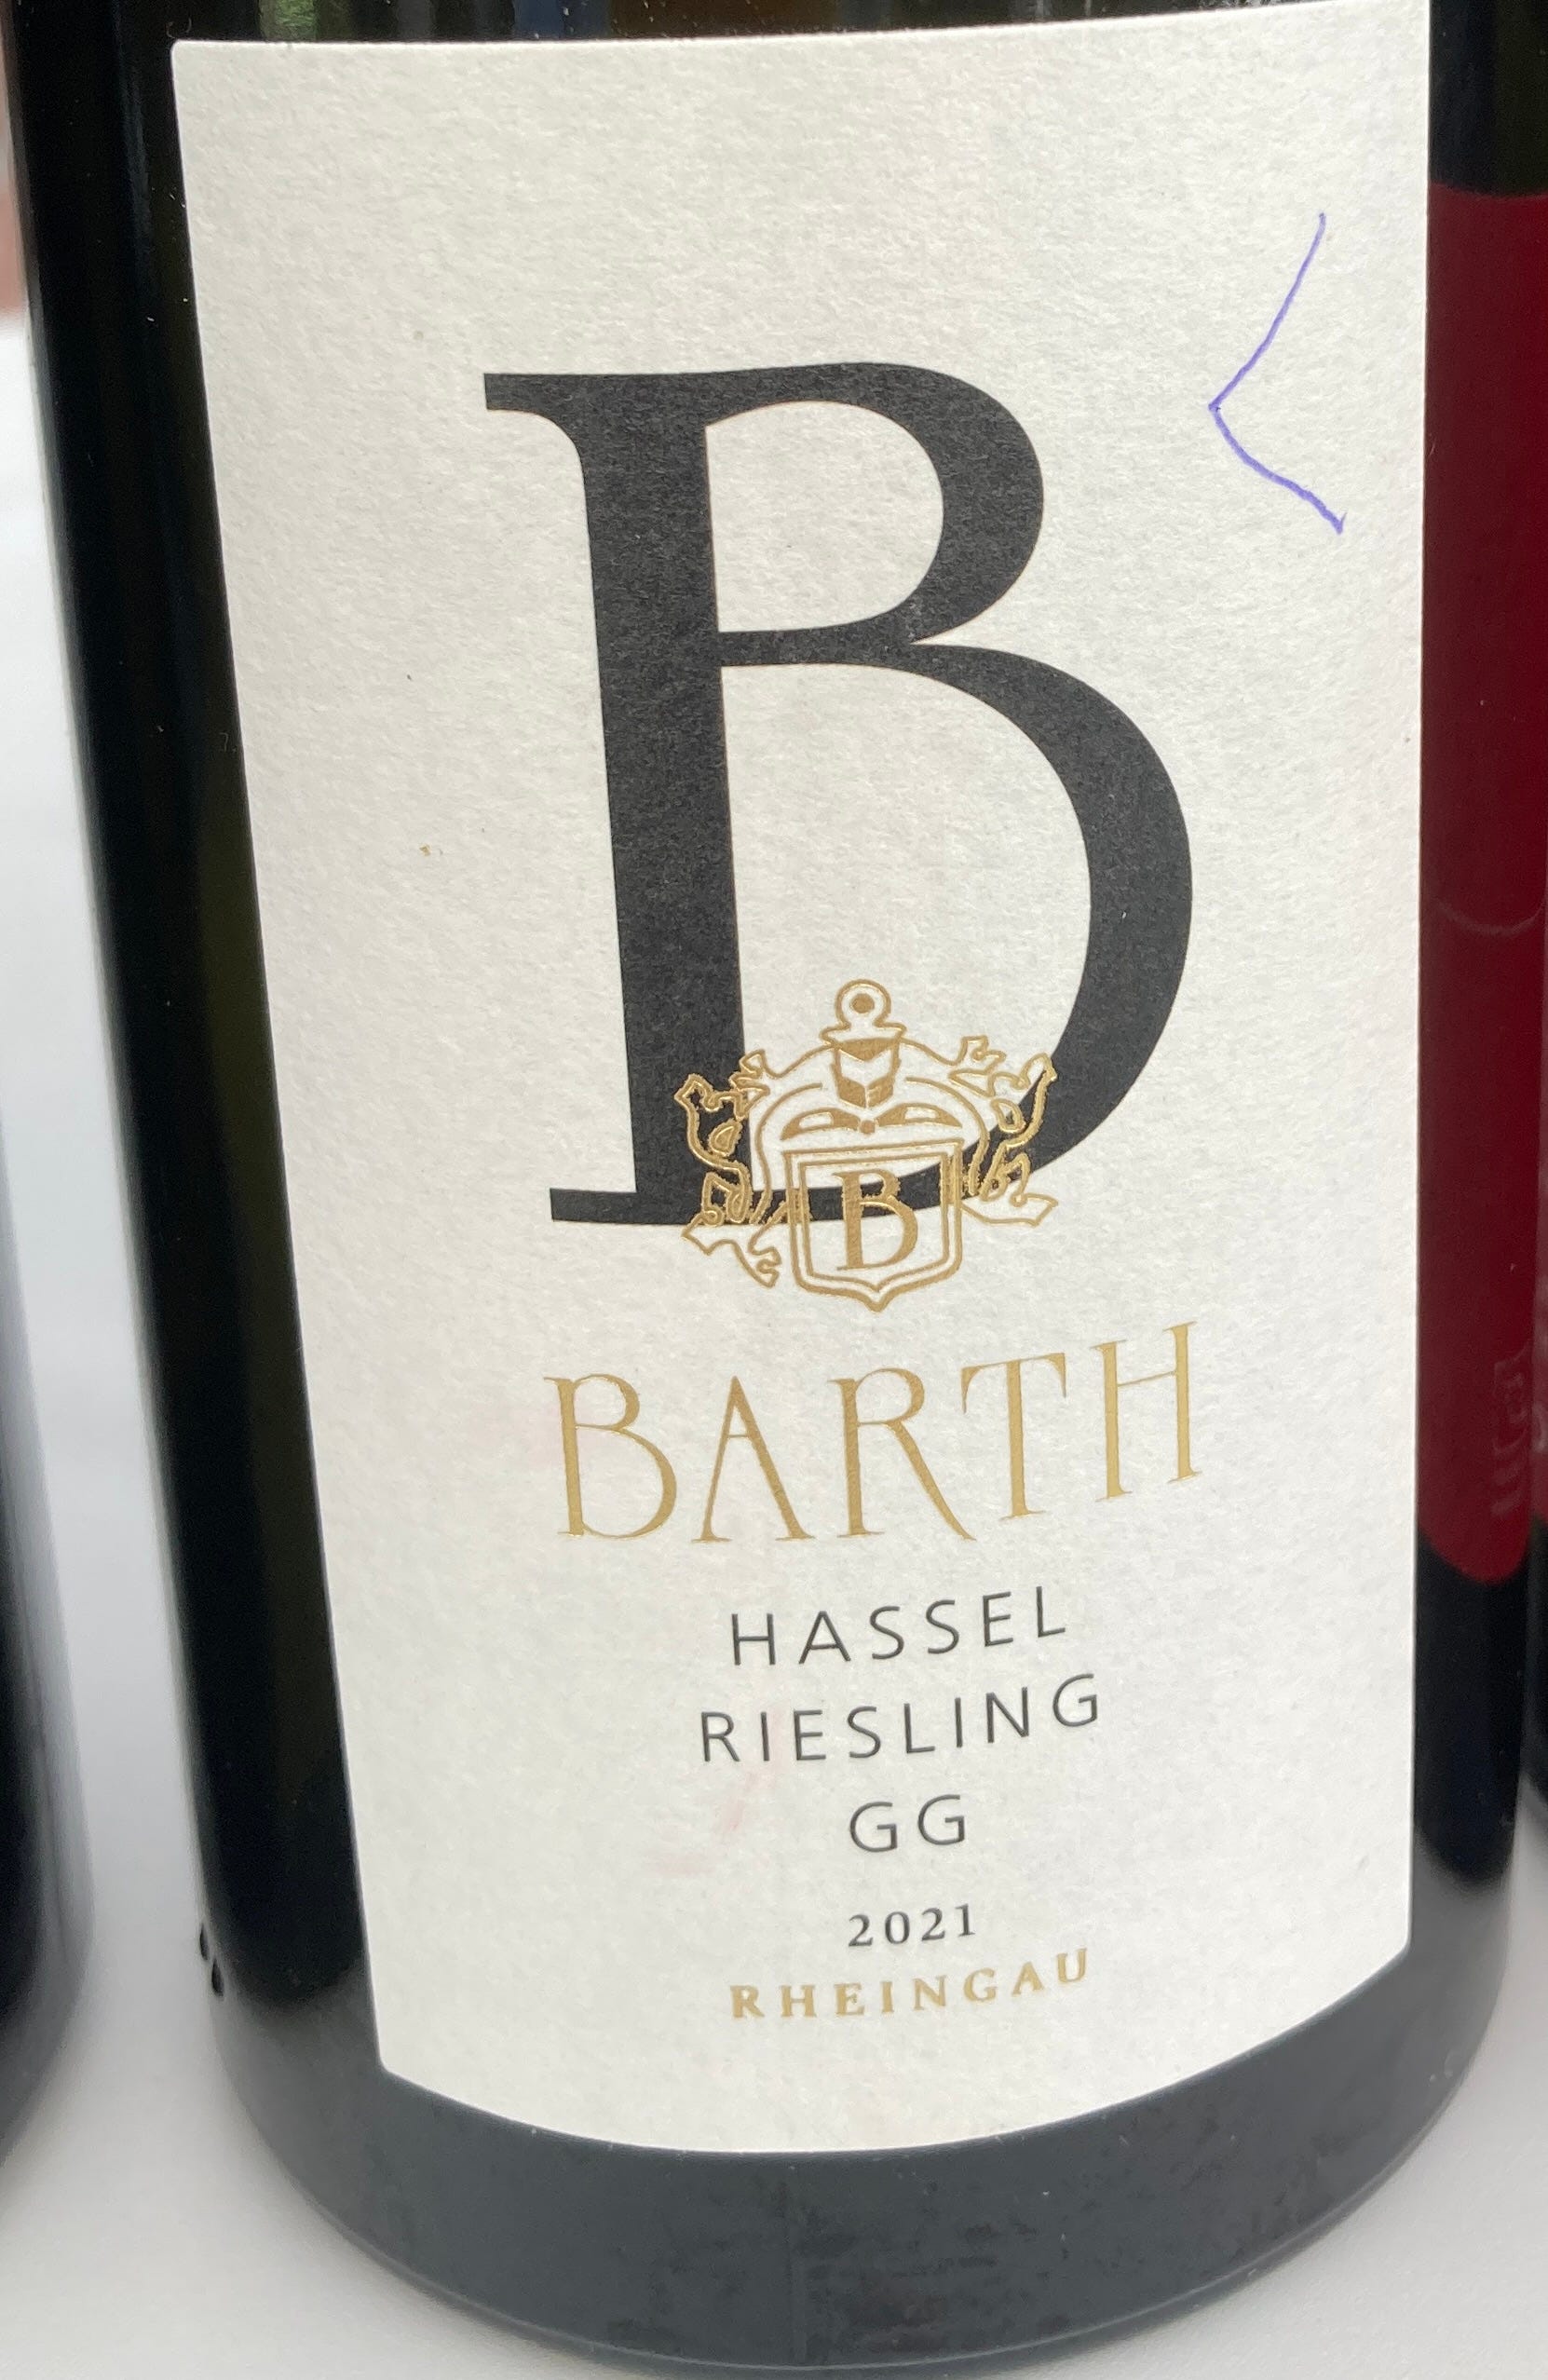 B
B
BARTH
HASSEL
RIESLING
GG
2021
RHEINGAU